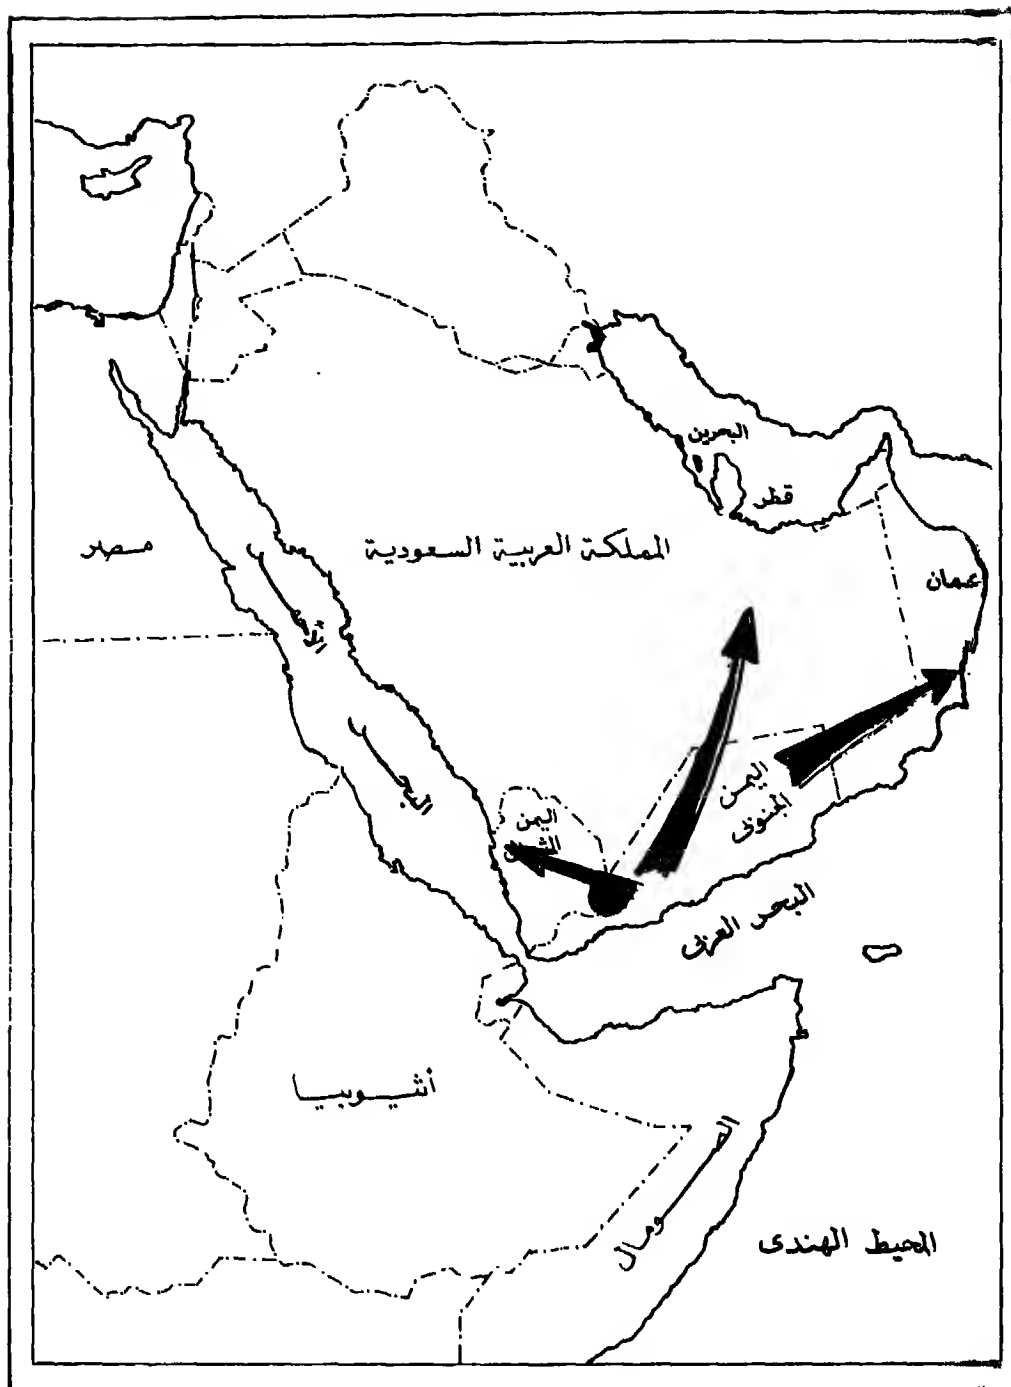 البحرين
قطر
مصر
المملكة العربية السعودية
عمان
البحر
الأحمر
اليمن
الجنوبى
اليمن
البحر العربى
أثيوبيا
الصومال
المحيط الهندى